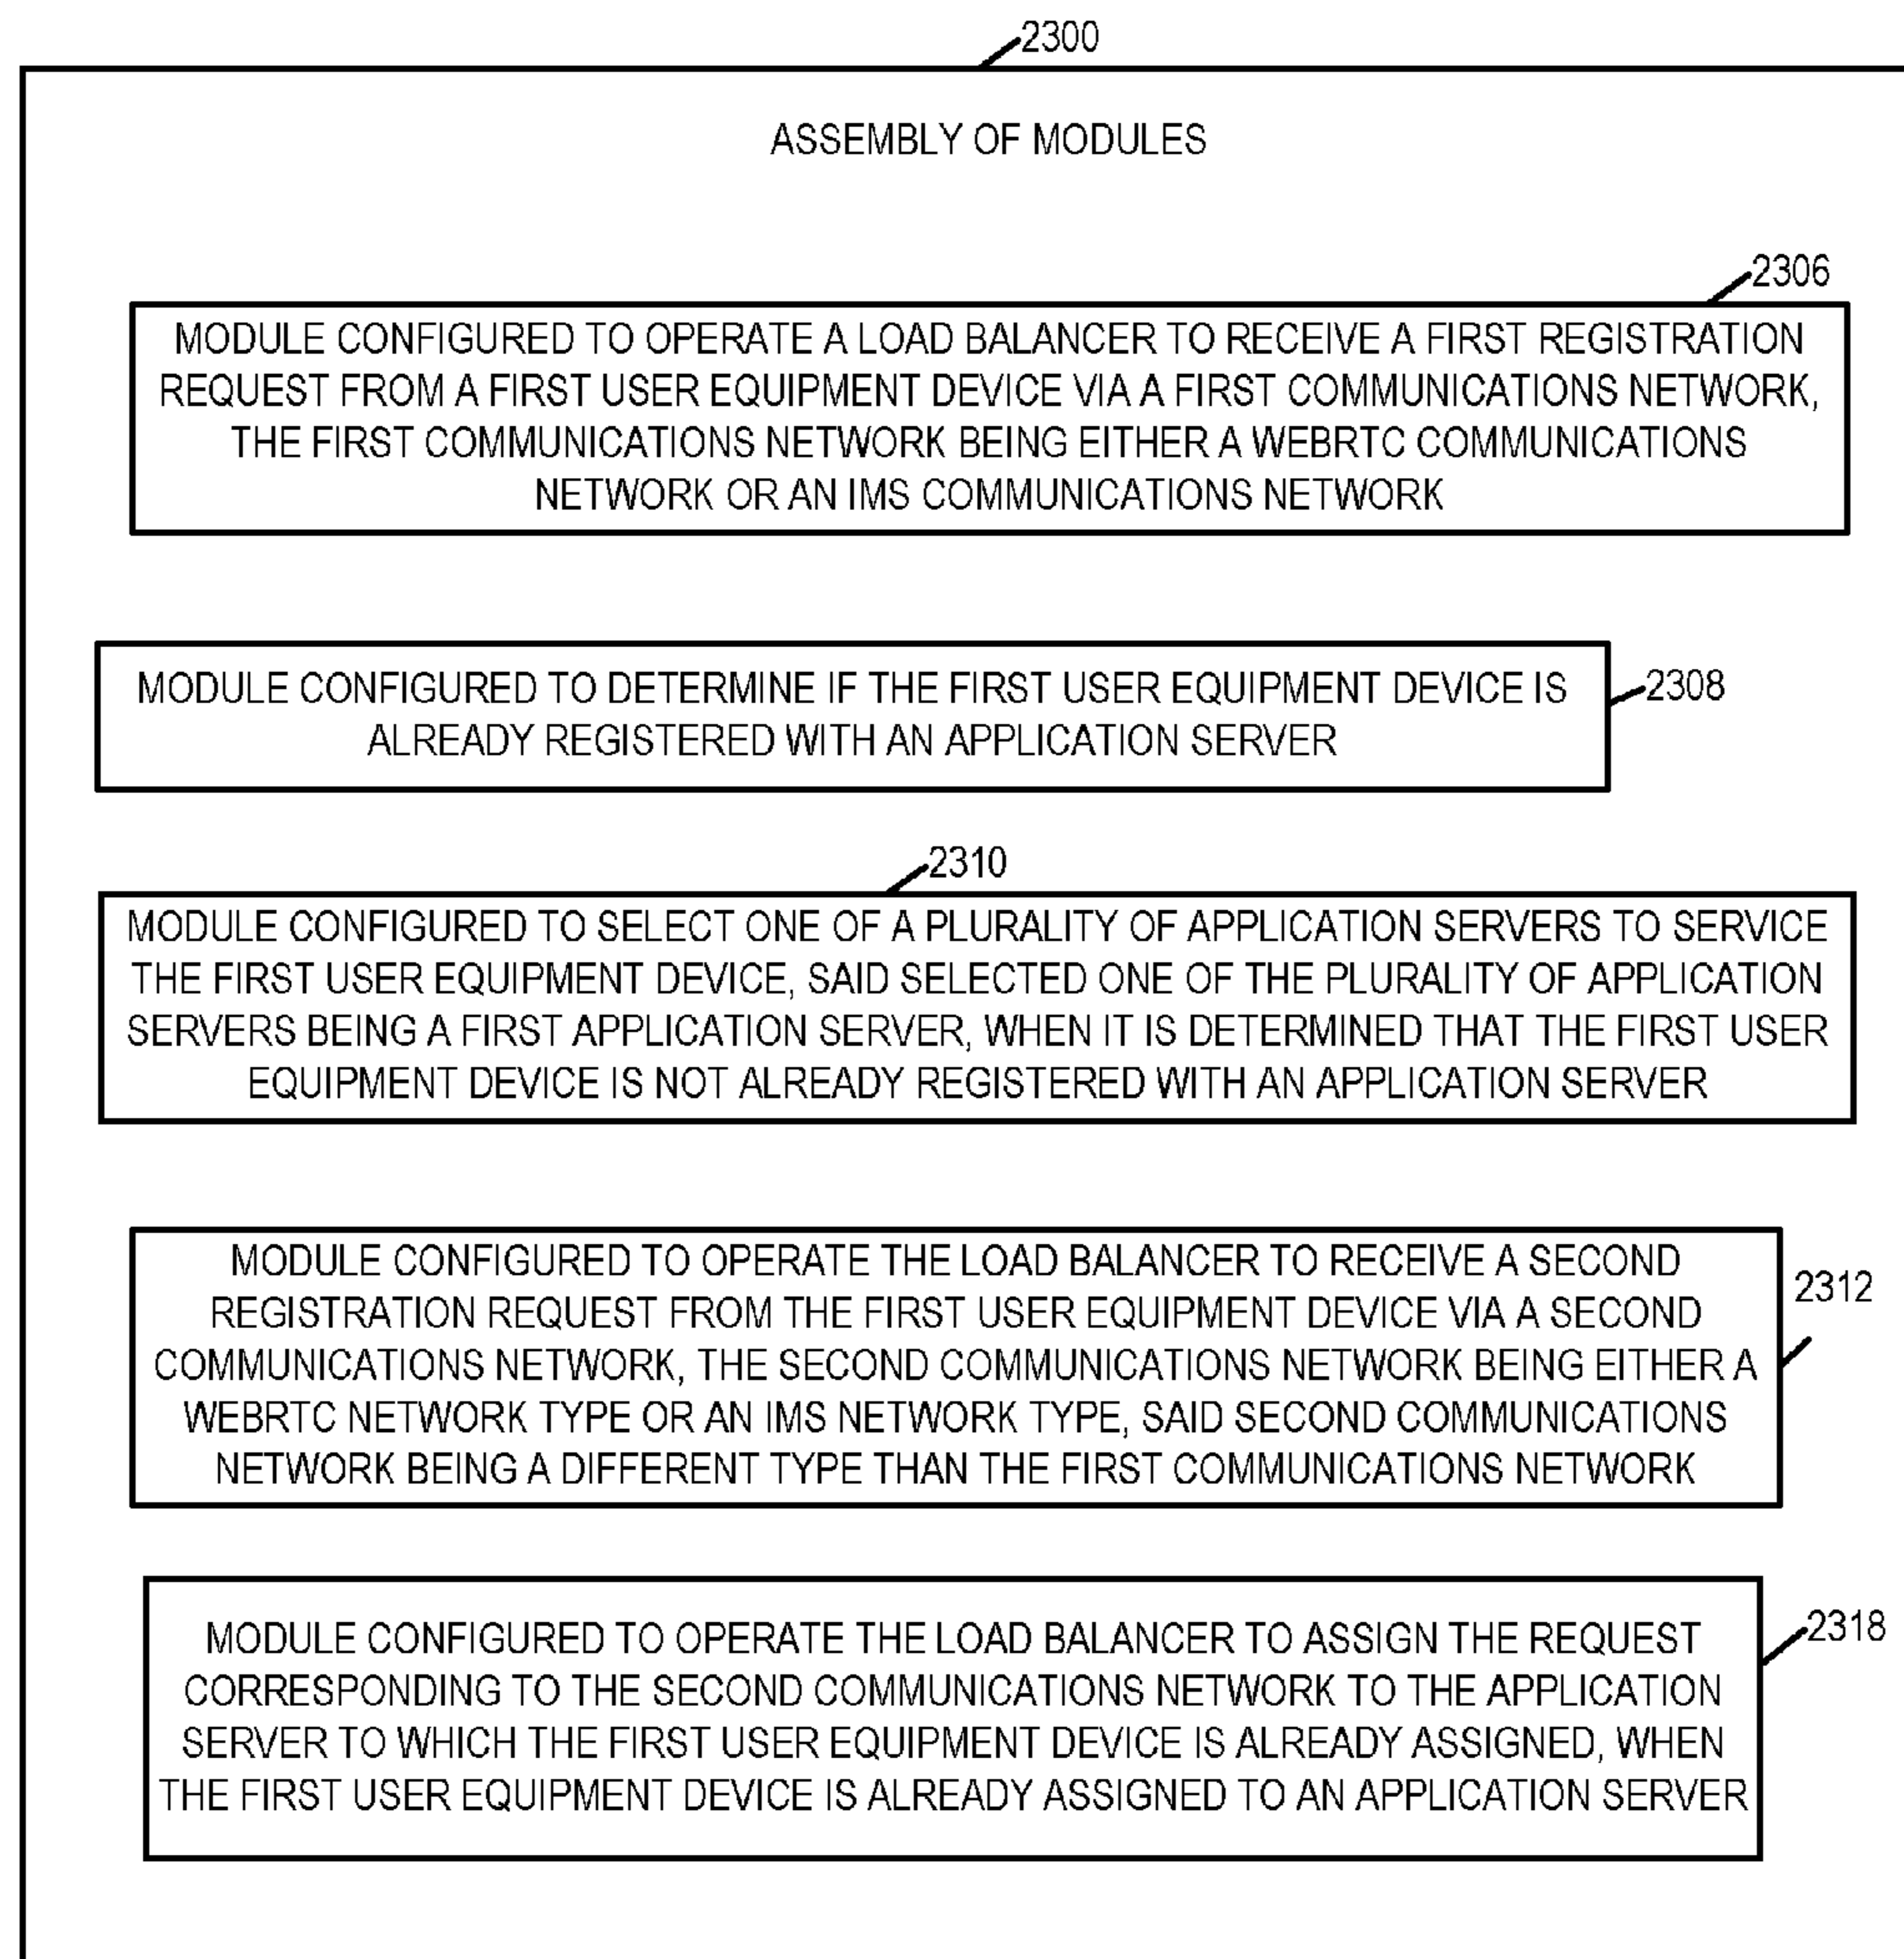 2300
ASSEMBLY OF MODULES
2306
MODULE CONFIGURED TO OPERATE A LOAD BALANCER TO RECEIVE A FIRST REGISTRATION
REQUEST FROM A FIRST USER EQUIPMENT DEVICE VIA A FIRST COMMUNICATIONS NETWORK,
THE FIRST COMMUNICATIONS NETWORK BEING EITHER A WEBRTC COMMUNICATIONS
NETWORK OR AN IMS COMMUNICATIONS NETWORK
MODULE CONFIGURED TO DETERMINE IF THE FIRST USER EQUIPMENT DEVICE IS
ALREADY REGISTERED WITH AN APPLICATION SERVER
2308
2310
MODULE CONFIGURED TO SELECT ONE OF A PLURALITY OF APPLICATION SERVERS TO SERVICE
THE FIRST USER EQUIPMENT DEVICE, SAID SELECTED ONE OF THE PLURALITY OF APPLICATION
SERVERS BEING A FIRST APPLICATION SERVER, WHEN IT IS DETERMINED THAT THE FIRST USER
EQUIPMENT DEVICE IS NOT ALREADY REGISTERED WITH AN APPLICATION SERVER
MODULE CONFIGURED TO OPERATE THE LOAD BALANCER TO RECEIVE A SECOND
REGISTRATION REQUEST FROM THE FIRST USER EQUIPMENT DEVICE VIA A SECOND
COMMUNICATIONS NETWORK, THE SECOND COMMUNICATIONS NETWORK BEING EITHER A
WEBRTC NETWORK TYPE OR AN IMS NETWORK TYPE, SAID SECOND COMMUNICATIONS
NETWORK BEING A DIFFERENT TYPE THAN THE FIRST COMMUNICATIONS NETWORK
2312
MODULE CONFIGURED TO OPERATE THE LOAD BALANCER TO ASSIGN THE REQUEST
CORRESPONDING TO THE SECOND COMMUNICATIONS NETWORK TO THE APPLICATION
SERVER TO WHICH THE FIRST USER EQUIPMENT DEVICE IS ALREADY ASSIGNED, WHEN
THE FIRST USER EQUIPMENT DEVICE IS ALREADY ASSIGNED TO AN APPLICATION SERVER
2318